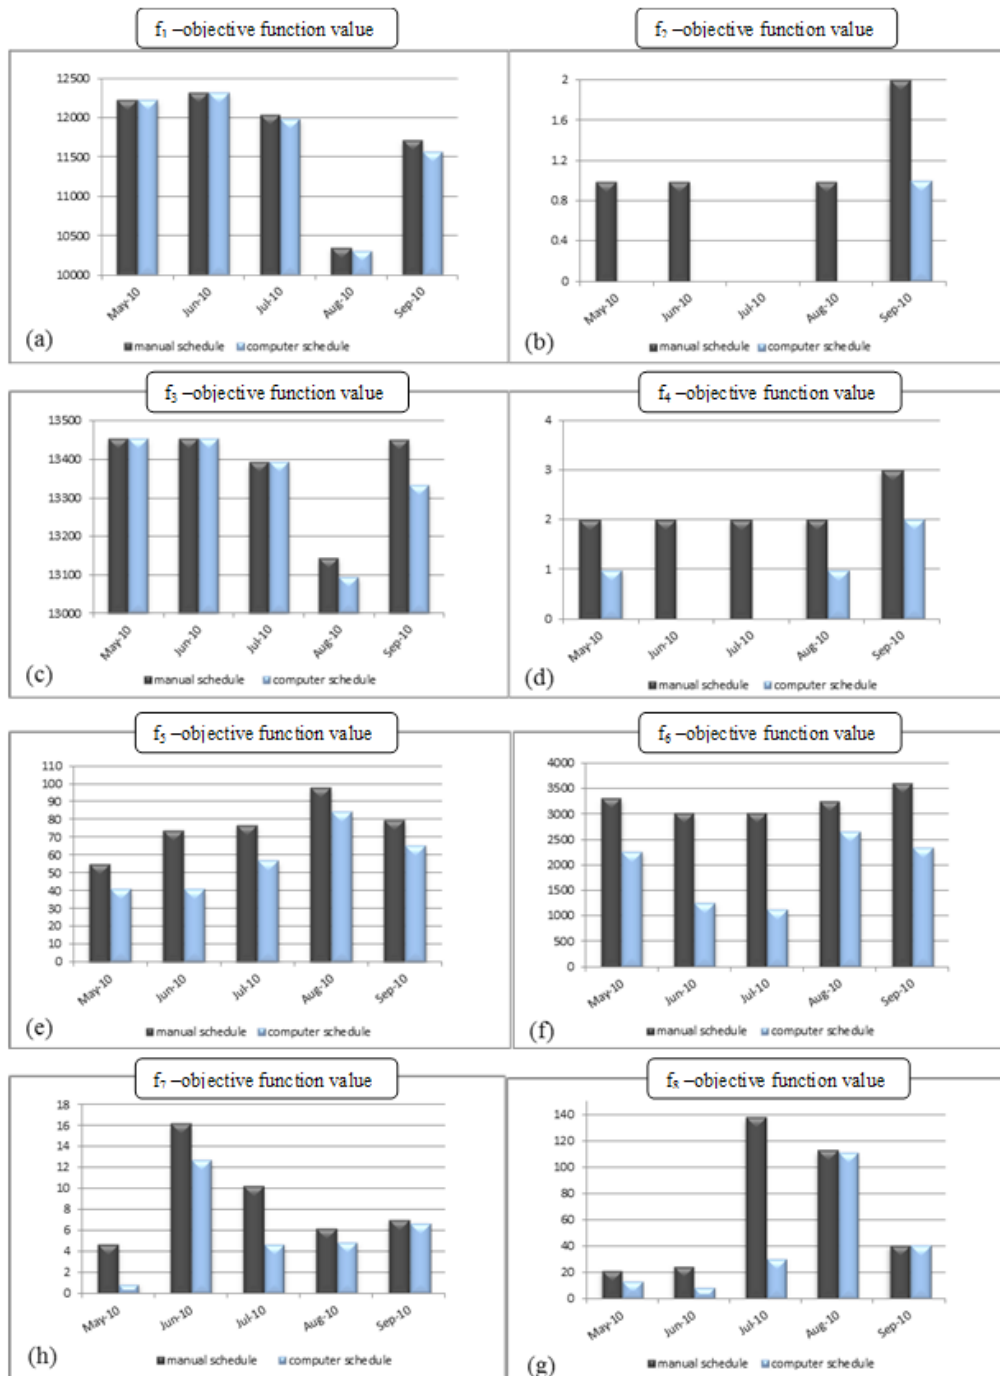 f₁ –objective function value
12500
12000
11500
11000
10500
10000
May-10 Jun-10 Jul-10 Aug-10 Sep-10
(a)
manual schedule computer schedule
f₂ –objective function value
2
1.6
1.2
0.8
0.4
0
May-10 Jun-10 Jul-10 Aug-10 Sep-10
(b)
manual schedule computer schedule
f₃ –objective function value
13500
13400
13300
13200
13100
13000
May-10 Jun-10 Jul-10 Aug-10 Sep-10
(c)
manual schedule computer schedule
f₄ –objective function value
4
3
2
1
0
May-10 Jun-10 Jul-10 Aug-10 Sep-10
(d)
manual schedule computer schedule
f₅ –objective function value
110
100
90
80
70
60
50
40
30
20
10
0
May-10 Jun-10 Jul-10 Aug-10 Sep-10
(e)
manual schedule computer schedule
f₆ –objective function value
4000
3500
3000
2500
2000
1500
1000
500
0
May-10 Jun-10 Jul-10 Aug-10 Sep-10
(f)
manual schedule computer schedule
f₇ –objective function value
18
16
14
12
10
8
6
4
2
0
May-10 Jun-10 Jul-10 Aug-10 Sep-10
(h)
manual schedule computer schedule
f₈ –objective function value
140
120
100
80
60
40
20
0
May-10 Jun-10 Jul-10 Aug-10 Sep-10
(g)
manual schedule computer schedule